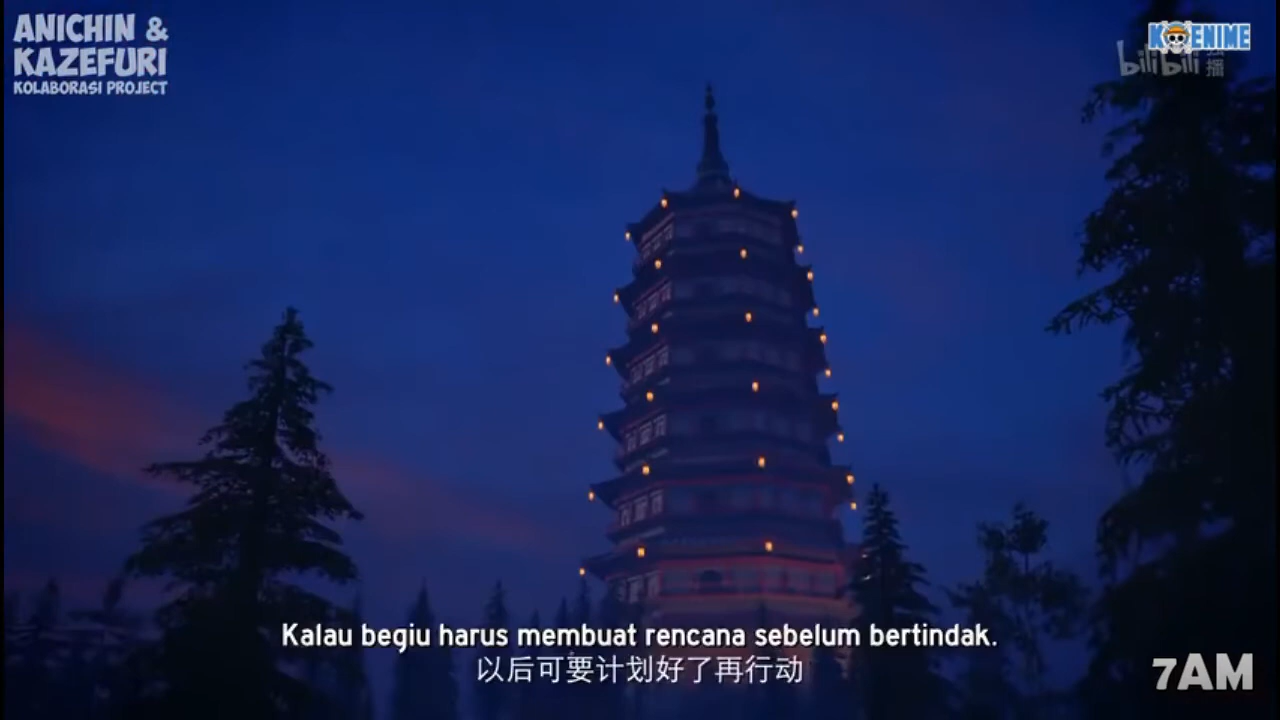 ANICHIN &
KAZEFURI
KOLABORASI PROJECT
bilibili
Kalau begiu harus membuat rencana sebelum bertindak.
以后可要计划好了再行动
7AM